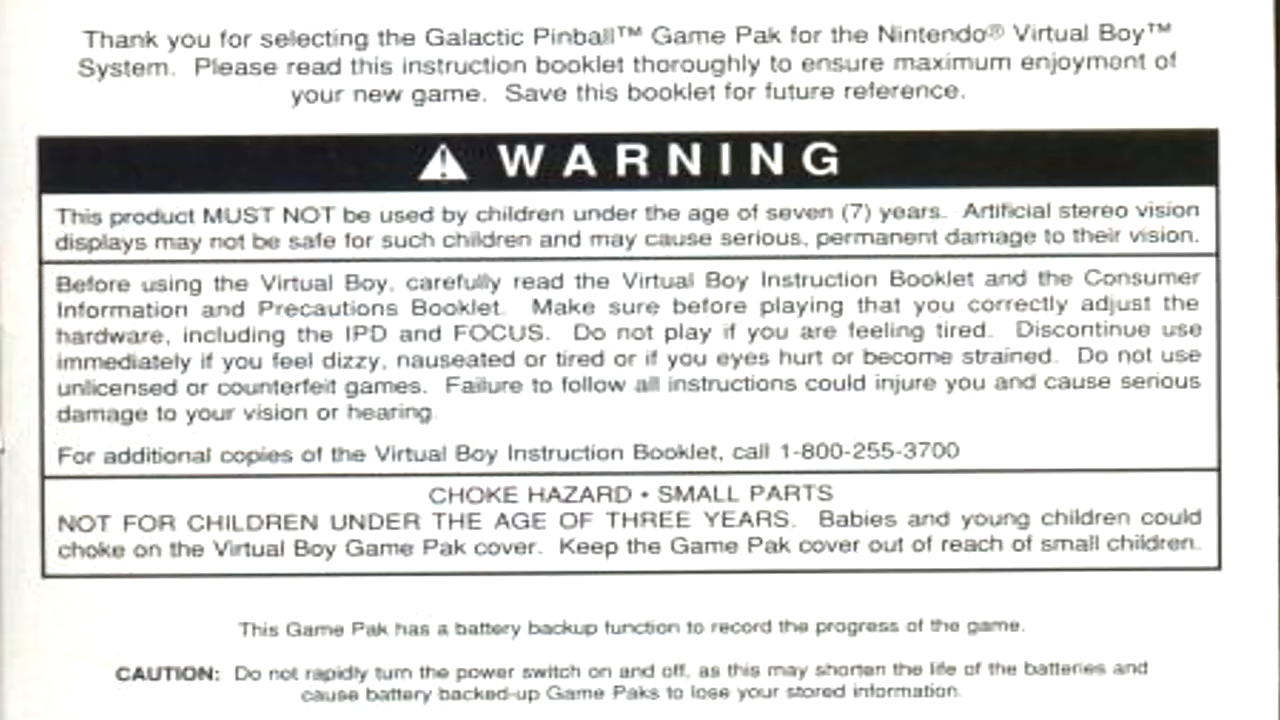 Thank you for selecting the Galactic Pinball™ Game Pak for the Nintendo® Virtual Boy™
System. Please read this instruction booklet thoroughly to ensure maximum enjoyment of
your new game. Save this booklet for future reference.
WARNING
This product MUST NOT be used by children under the age of seven (7) years. Artificial stereo vision
displays may not be safe for such children and may cause serious, permanent damage to their vision.
Before using the Virtual Boy, carefully read the Virtual Boy Instruction Booklet and the Consumer
Information and Precautions Booklet. Make sure before playing that you correctly adjust the
hardware, including the IPD and FOCUS. Do not play if you are feeling tired. Discontinue use
immediately if you feel dizzy, nauseated or tired or if you eyes hurt or become strained. Do not use
unlicensed or counterfeit games. Failure to follow all instructions could injure you and cause serious
damage to your vision or hearing.
For additional copies of the Virtual Boy Instruction Booklet, call 1-800-255-3700
CHOKE HAZARD • SMALL PARTS
NOT FOR CHILDREN UNDER THE AGE OF THREE YEARS. Babies and young children could
choke on the Virtual Boy Game Pak cover. Keep the Game Pak cover out of reach of small children.
This Game Pak has a battery backup function to record the progress of the game.
CAUTION: Do not rapidly turn the power switch on and off, as this may shorten the life of the batteries and
cause battery backed-up Game Paks to lose your stored information.